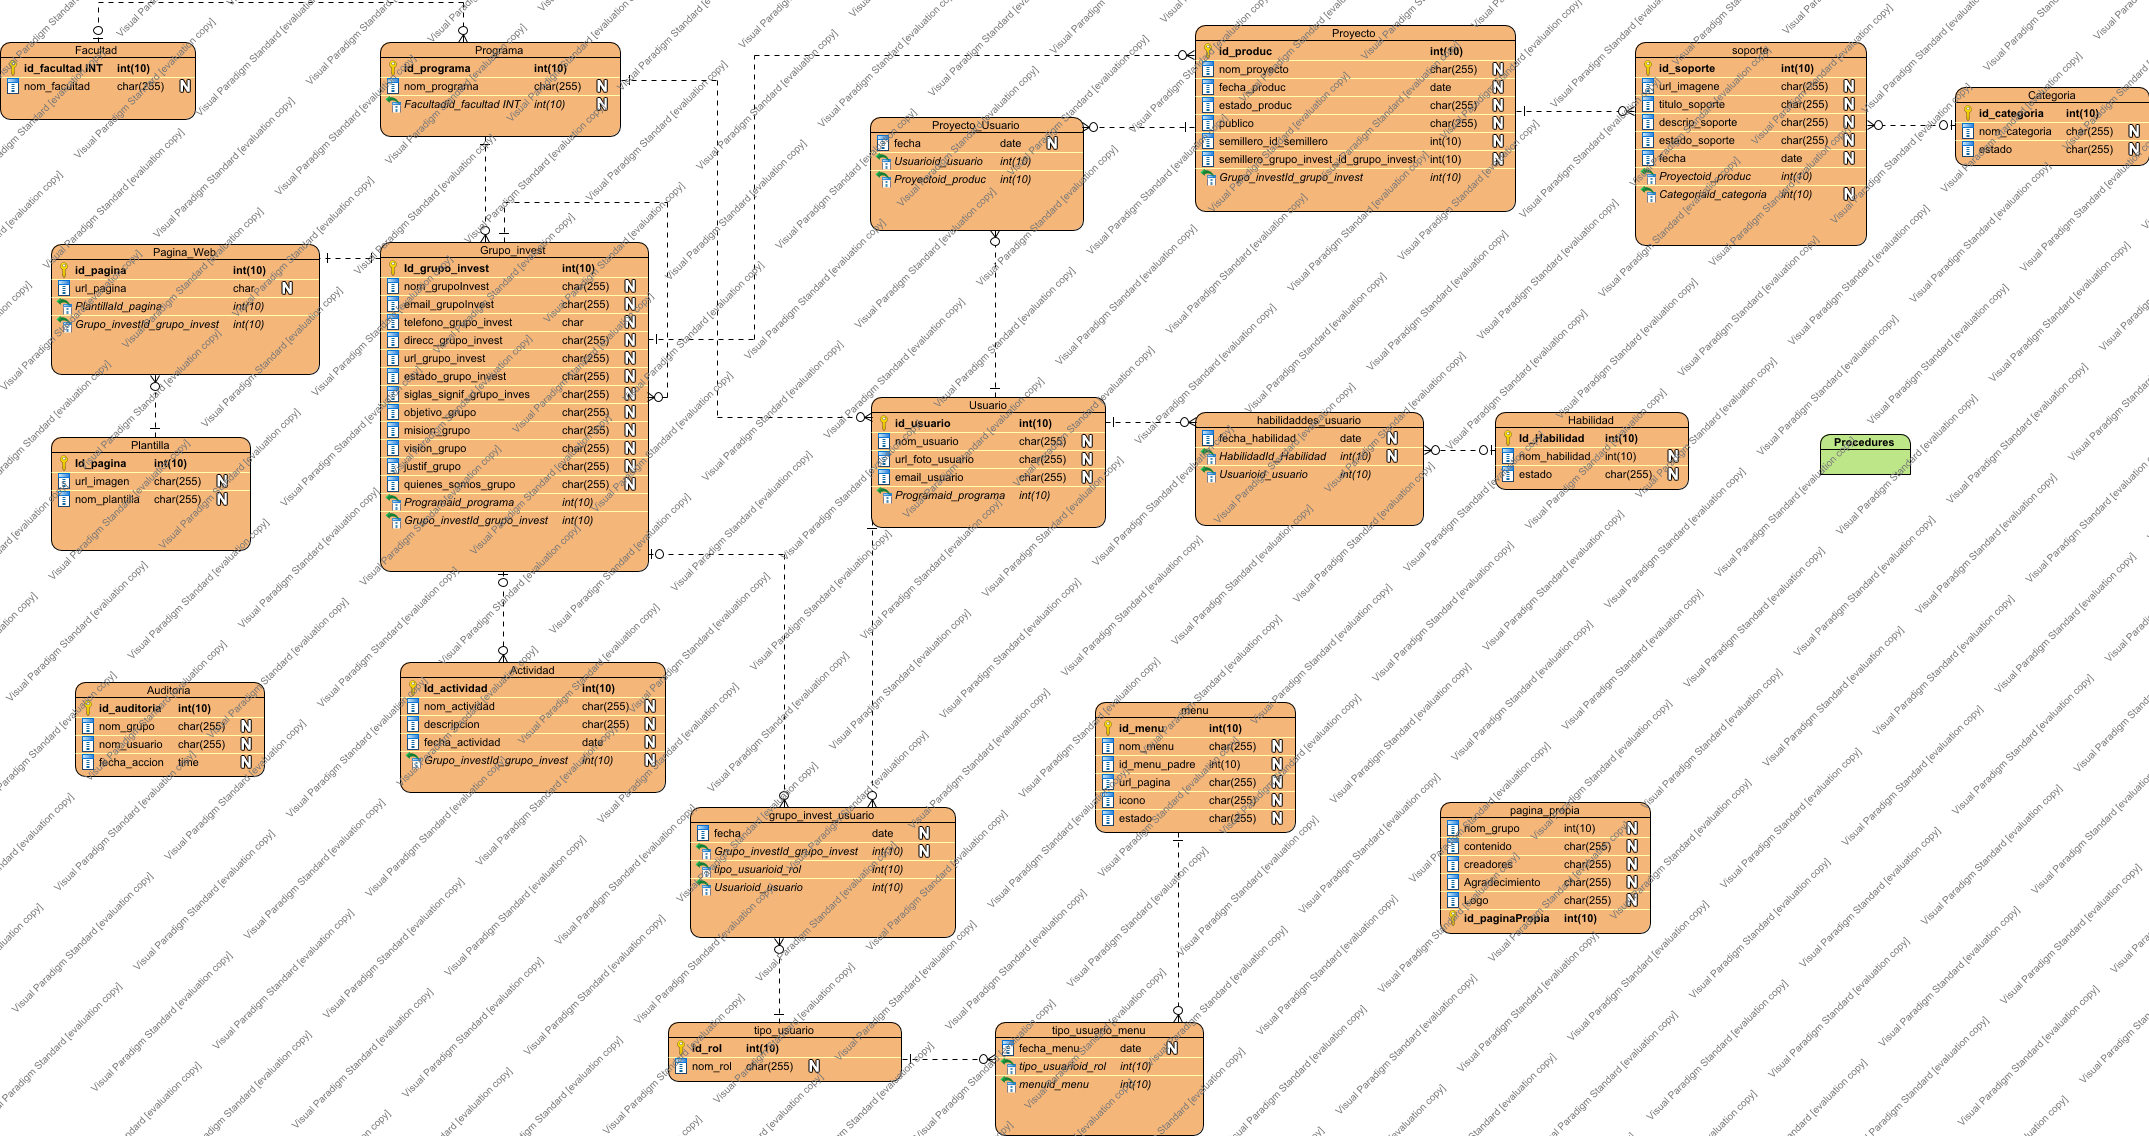 Facultad
id_facultad INT int(10)
nom_facultad char(255) N
Programa
id_programa int(10)
nom_programa char(255) N
Facultadid_facultad INT int(10) N
Proyecto
id_produc int(10)
nom_proyecto char(255) N
fecha_produc date N
estado_produc char(255) N
publico char(255) N
semillero_id_semillero int(10) N
semillero_grupo_invest_id_grupo_invest int(10) N
Grupo_investId_grupo_invest int(10)
soporte
id_soporte int(10)
url_imagene char(255) N
titulo_soporte char(255) N
descrip_soporte char(255) N
estado_soporte char(255) N
fecha date N
Proyectoid_produc int(10)
Categoriaid_categoria int(10) N
Categoria
id_categoria int(10)
nom_categoria char(255) N
estado char(255) N
Proyecto_Usuario
fecha date N
Usuarioid_usuario int(10)
Proyectoid_produc int(10)
Pagina_Web
id_pagina int(10)
url_pagina char N
PlantillaId_pagina int(10)
Grupo_investId_grupo_invest int(10)
Grupo_invest
Id_grupo_invest int(10)
nom_grupoInvest char(255) N
email_grupoInvest char(255) N
telefono_grupo_invest char N
direcc_grupo_invest char(255) N
url_grupo_invest char(255) N
estado_grupo_invest char(255) N
siglas_signif_grupo_inves char(255) N
objetivo_grupo char(255) N
mision_grupo char(255) N
vision_grupo char(255) N
justif_grupo char(255) N
quienes_somos_grupo char(255) N
Programaid_programa int(10)
Grupo_investId_grupo_invest int(10)
Plantilla
Id_pagina int(10)
url_imagen char(255) N
nom_plantilla char(255) N
Usuario
id_usuario int(10)
nom_usuario char(255) N
url_foto_usuario char(255) N
email_usuario char(255) N
Programaid_programa int(10)
habilidaddes_usuario
fecha_habilidad date N
HabilidadId_Habilidad int(10) N
Usuarioid_usuario int(10)
Habilidad
Id_Habilidad int(10)
nom_habilidad int(10) N
estado char(255) N
Procedures
Auditoria
id_auditoria int(10)
nom_grupo char(255) N
nom_usuario char(255) N
fecha_accion time N
Actividad
Id_actividad int(10)
nom_actividad char(255) N
descripcion char(255) N
fecha_actividad date N
Grupo_investId_grupo_invest int(10) N
menu
id_menu int(10)
nom_menu char(255) N
id_menu_padre int(10) N
url_pagina char(255) N
icono char(255) N
estado char(255) N
pagina_propia
nom_grupo int(10) N
contenido char(255) N
creadores char(255) N
Agradecimiento char(255) N
Logo char(255) N
id_paginaPropia int(10)
grupo_invest_usuario
fecha date N
Grupo_investId_grupo_invest int(10) N
tipo_usuarioid_rol int(10)
Usuarioid_usuario int(10)
tipo_usuario
id_rol int(10)
nom_rol char(255) N
tipo_usuario_menu
fecha_menu date N
tipo_usuarioid_rol int(10)
menuid_menu int(10)
Visual Paradigm Standard [evaluation copy]